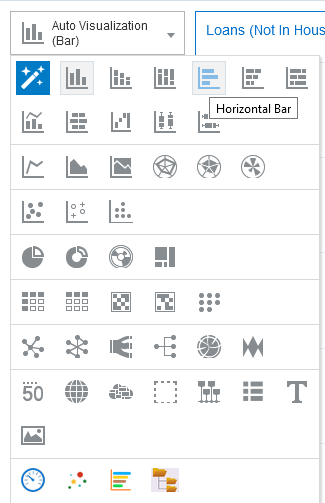 Auto Visualization
(Bar)
Loans (Not In Hous
Horizontal Bar
50
T